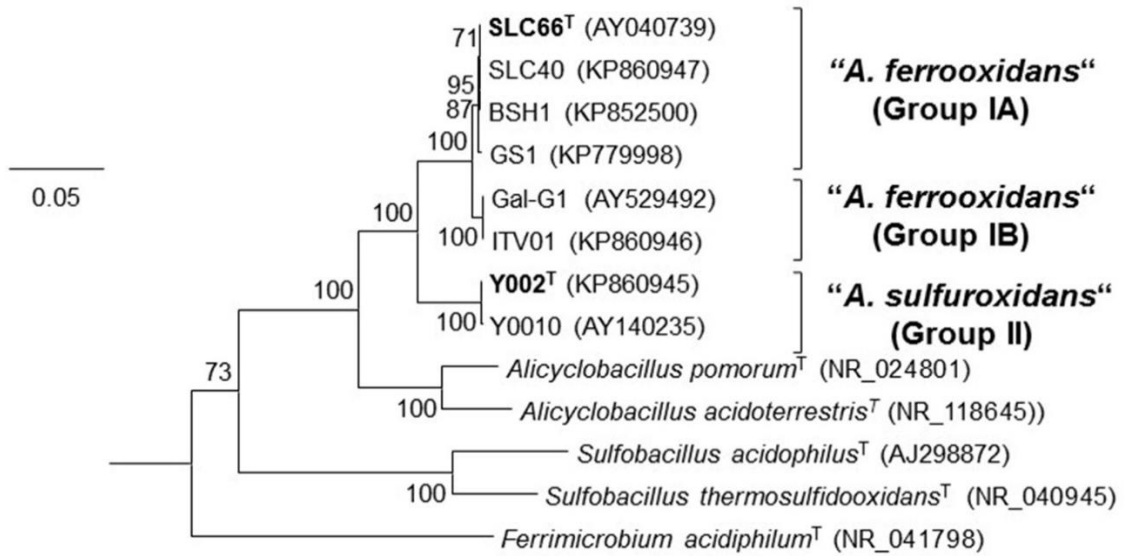 71
SLC66ᵀ (AY040739)
SLC40 (KP860947)
95
87
BSH1 (KP852500)
100
GS1 (KP779998)
“A. ferrooxidans“
(Group IA)
0.05
Gal-G1 (AY529492)
100
100
ITV01 (KP860946)
“A. ferrooxidans“
(Group IB)
Y002ᵀ (KP860945)
100
100
Y0010 (AY140235)
“A. sulfuroxidans“
(Group II)
73
Alicyclobacillus pomorumᵀ (NR_024801)
100
Alicyclobacillus acidoterrestrisᵀ (NR_118645))
Sulfobacillus acidophilusᵀ (AJ298872)
100
Sulfobacillus thermosulfidooxidansᵀ (NR_040945)
Ferrimicrobium acidiphilumᵀ (NR_041798)